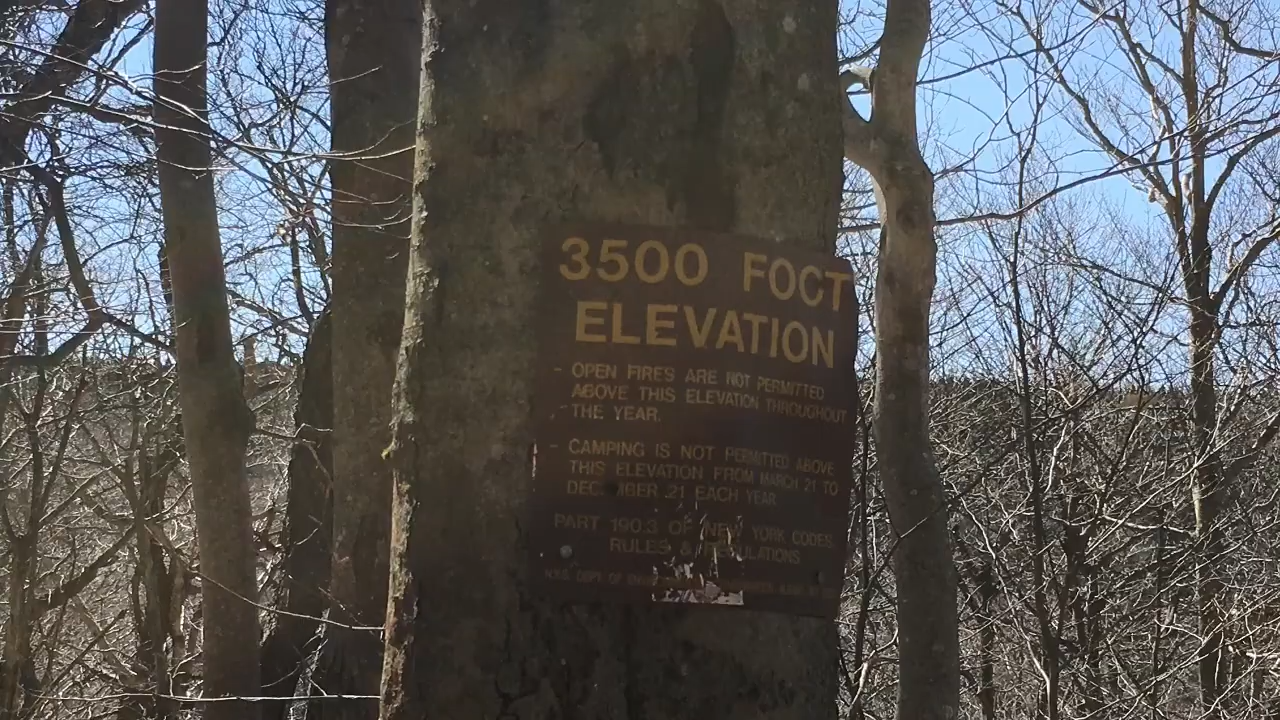 3500 FOOT
ELEVATION
- OPEN FIRES ARE NOT PERMITTED
ABOVE THIS ELEVATION THROUGHOUT
THE YEAR.
- CAMPING IS NOT PERMITTED ABOVE
THIS ELEVATION FROM MARCH 21 TO
DECEMBER 21 EACH YEAR
PART 190.3 OF NEW YORK CODES
RULES & REGULATIONS
N.Y.S. DEPT. OF